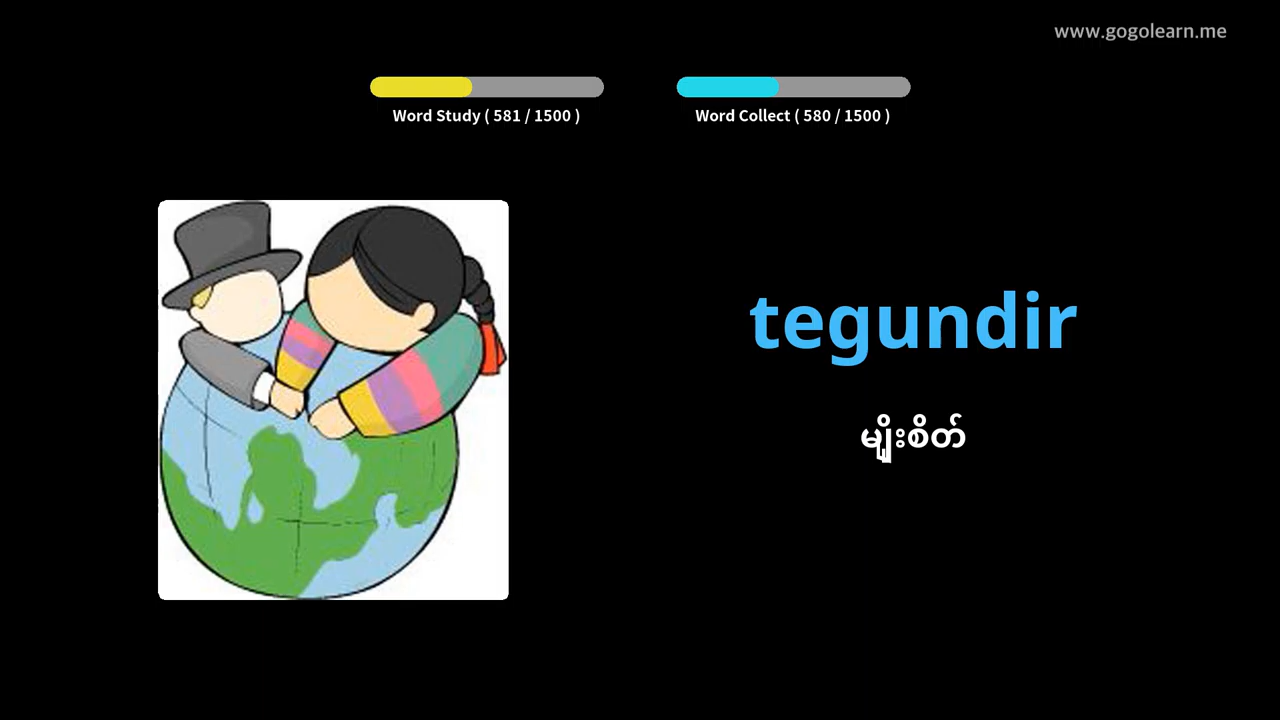 www.gogolearn.me
Word Study ( 581 / 1500 )
Word Collect ( 580 / 1500 )
tegundir
မျိုးစိတ်